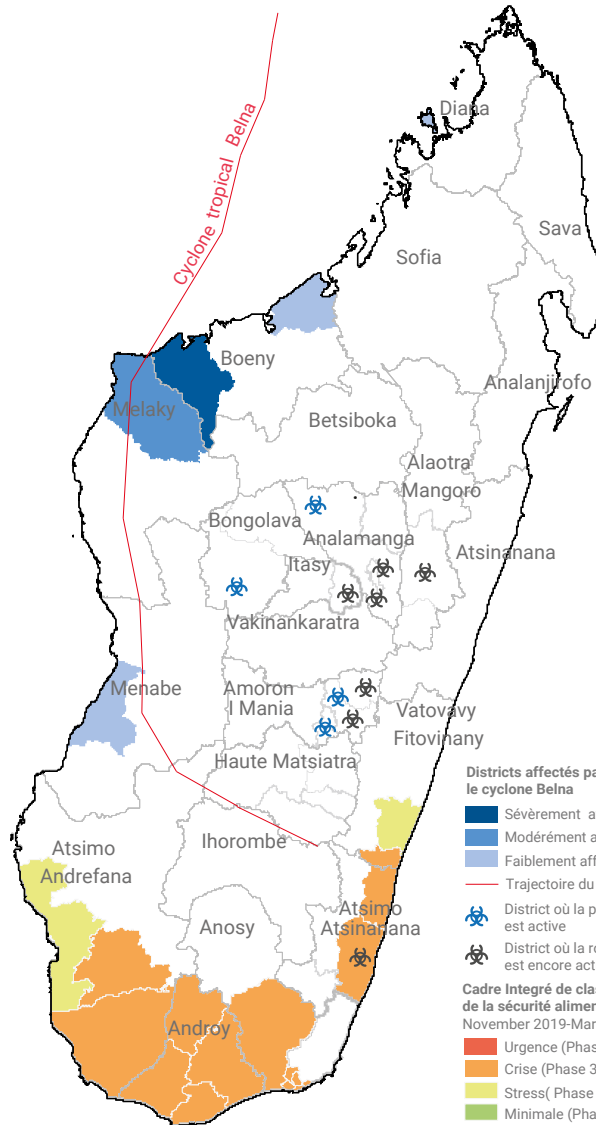 Diana
Cyclone tropical Belna
Sava
Sofia
Boeny
Analanjirofo
Melaky
Betsiboka
Alaotra
Mangoro
Bongolava
Analamanga
Atsinanana
Itasy
Vakinankaratra
Menabe
Amoron
I Mania
Vatovavy
Fitovinany
Haute Matsiatra
Ihorombe
Atsimo
Andrefana
Atsimo
Atsinanana
Anosy
Androy
Districts affectés pa
le cyclone Belna
Sévèrement a
Modérément a
Faiblement aff
Trajectoire du
District où la p
est active
District où la ro
est encore act
Cadre Integré de clas
de la sécurité alimen
November 2019-Mar
Urgence (Phas
Crise (Phase 3
Stress( Phase
Minimale (Pha